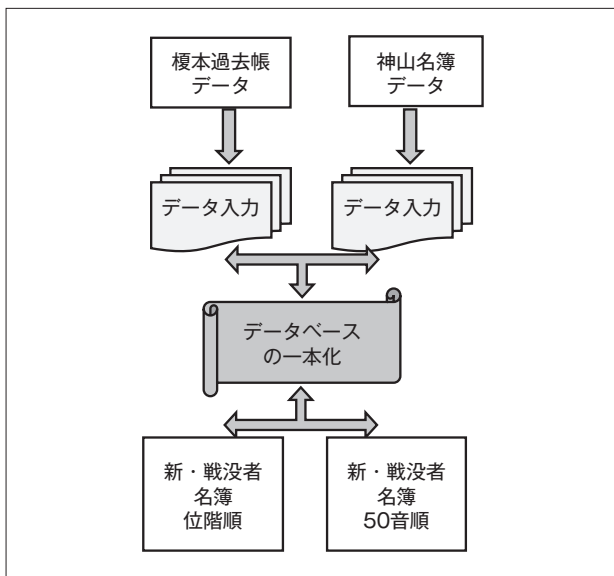 榎本過去帳
データ
神山名簿
データ
データ入力
データ入力
データベース
の一本化
新・戦没者
名簿
位階順
新・戦没者
名簿
50音順